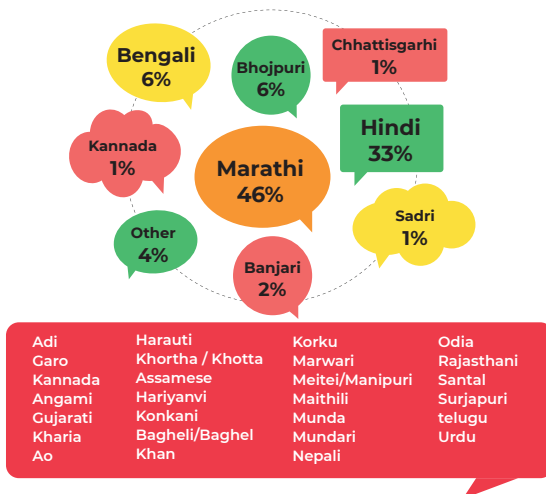 Bengali
6%
Bhojpuri
6%
Chhattisgarhi
1%
Kannada
1%
Marathi
46%
Hindi
33%
Other
4%
Banjari
2%
Sadri
1%
Adi
Garo
Kannada
Angami
Gujarati
Kharia
Ao
Harauti
Khortha / Khotta
Assamese
Hariyanvi
Konkani
Bagheli/Baghel
Khan
Korku
Marwari
Meitei/Manipuri
Maithili
Munda
Mundari
Nepali
Odia
Rajasthani
Santal
Surjapuri
telugu
Urdu